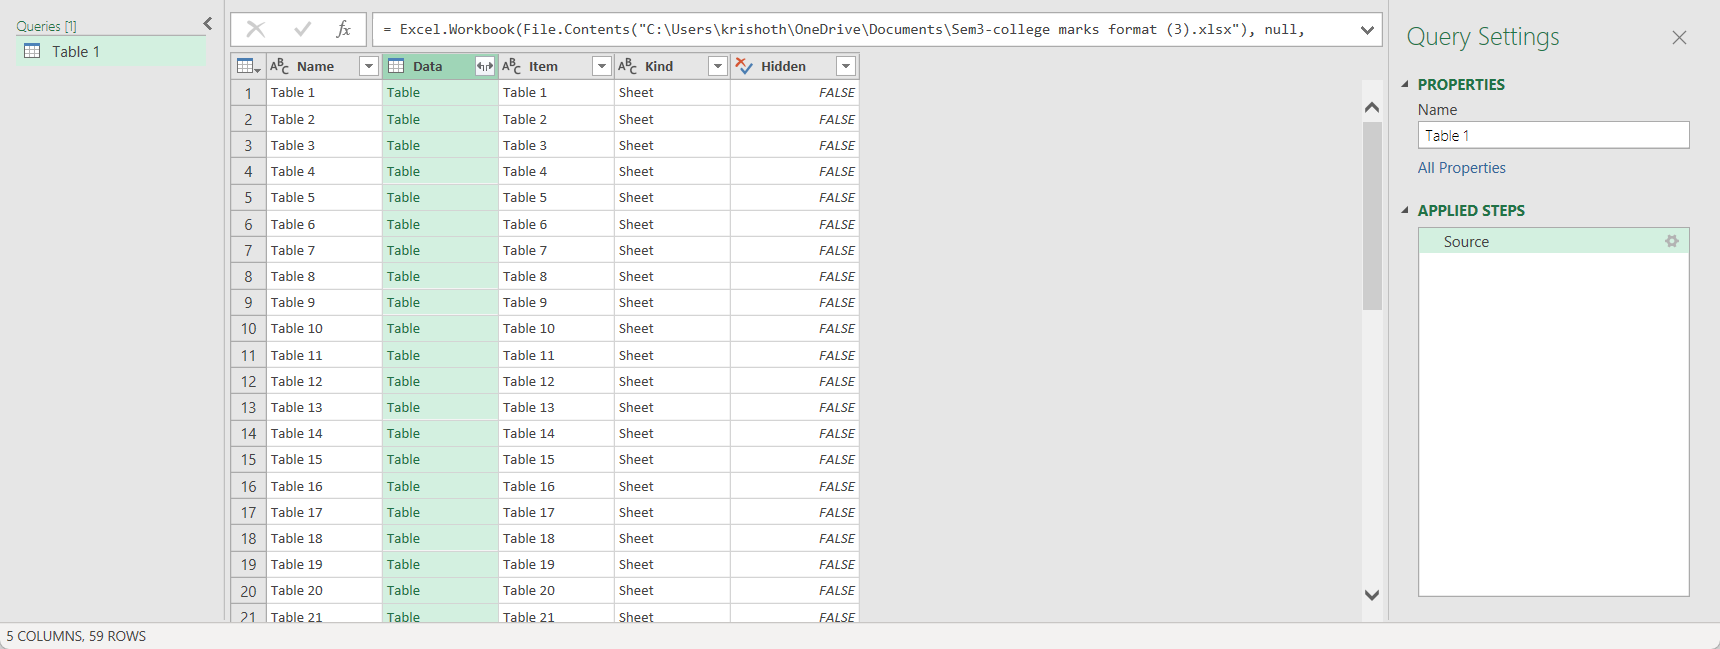 Queries [1]
Table 1
fx
= Excel.Workbook(File.Contents("C:\Users\krishoth\OneDrive\Documents\Sem3-college marks format (3).xlsx"), null,
ABC Name Data ABC Item ABC Kind Hidden
1 Table 1 Table Table 1 Sheet FALSE
2 Table 2 Table Table 2 Sheet FALSE
3 Table 3 Table Table 3 Sheet FALSE
4 Table 4 Table Table 4 Sheet FALSE
5 Table 5 Table Table 5 Sheet FALSE
6 Table 6 Table Table 6 Sheet FALSE
7 Table 7 Table Table 7 Sheet FALSE
8 Table 8 Table Table 8 Sheet FALSE
9 Table 9 Table Table 9 Sheet FALSE
10 Table 10 Table Table 10 Sheet FALSE
11 Table 11 Table Table 11 Sheet FALSE
12 Table 12 Table Table 12 Sheet FALSE
13 Table 13 Table Table 13 Sheet FALSE
14 Table 14 Table Table 14 Sheet FALSE
15 Table 15 Table Table 15 Sheet FALSE
16 Table 16 Table Table 16 Sheet FALSE
17 Table 17 Table Table 17 Sheet FALSE
18 Table 18 Table Table 18 Sheet FALSE
19 Table 19 Table Table 19 Sheet FALSE
20 Table 20 Table Table 20 Sheet FALSE
21 Table 21 Table Table 21 Sheet FALSE
Query Settings
PROPERTIES
Name
Table 1
All Properties
APPLIED STEPS
Source
5 COLUMNS, 59 ROWS